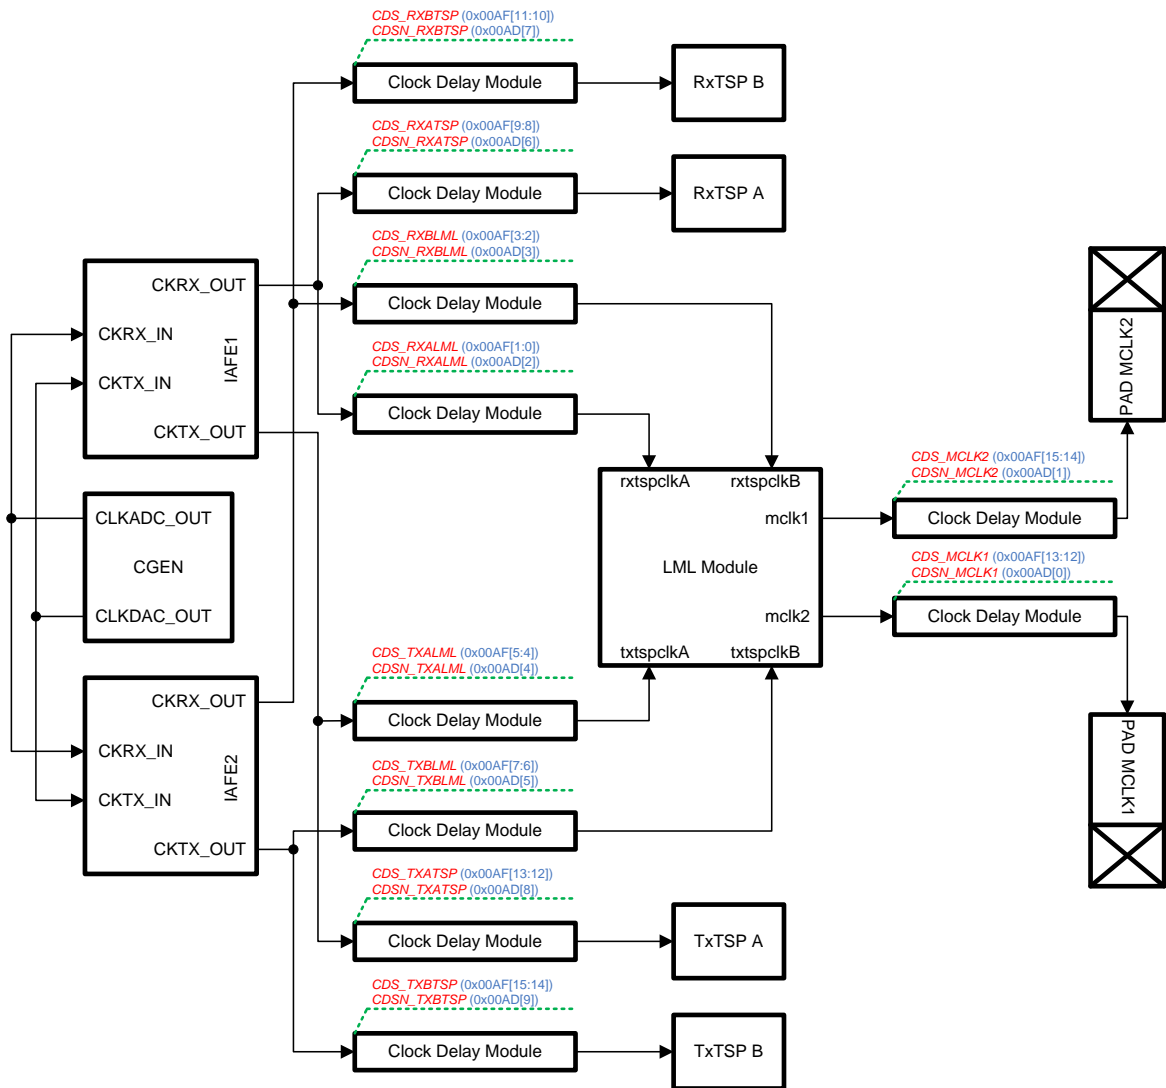 CDS_RXBTSP (0x00AF[11:10])
CDSN_RXBTSP (0x00AD[7])
Clock Delay Module
RxTSP B
CDS_RXATSP (0x00AF[9:8])
CDSN_RXATSP (0x00AD[6])
Clock Delay Module
RxTSP A
CDS_RXBLML (0x00AF[3:2])
CDSN_RXBLML (0x00AD[3])
Clock Delay Module
CDS_RXALML (0x00AF[1:0])
CDSN_RXALML (0x00AD[2])
Clock Delay Module
CKRX_OUT
CKRX_IN
IAFE1
CKTX_IN
CKTX_OUT
CLKADC_OUT
CGEN
CLKDAC_OUT
CKRX_OUT
CKRX_IN
IAFE2
CKTX_IN
CKTX_OUT
rxtspclkA
rxtspclkB
mclk1
LML Module
mclk2
txtspclkA
txtspclkB
PAD MCLK2
CDS_MCLK2 (0x00AF[15:14])
CDSN_MCLK2 (0x00AD[1])
Clock Delay Module
CDS_MCLK1 (0x00AF[13:12])
CDSN_MCLK1 (0x00AD[0])
Clock Delay Module
PAD MCLK1
CDS_TXALML (0x00AF[5:4])
CDSN_TXALML (0x00AD[4])
Clock Delay Module
CDS_TXBLML (0x00AF[7:6])
CDSN_TXBLML (0x00AD[5])
Clock Delay Module
CDS_TXATSP (0x00AF[13:12])
CDSN_TXATSP (0x00AD[8])
Clock Delay Module
TxTSP A
CDS_TXBTSP (0x00AF[15:14])
CDSN_TXBTSP (0x00AD[9])
Clock Delay Module
TxTSP B